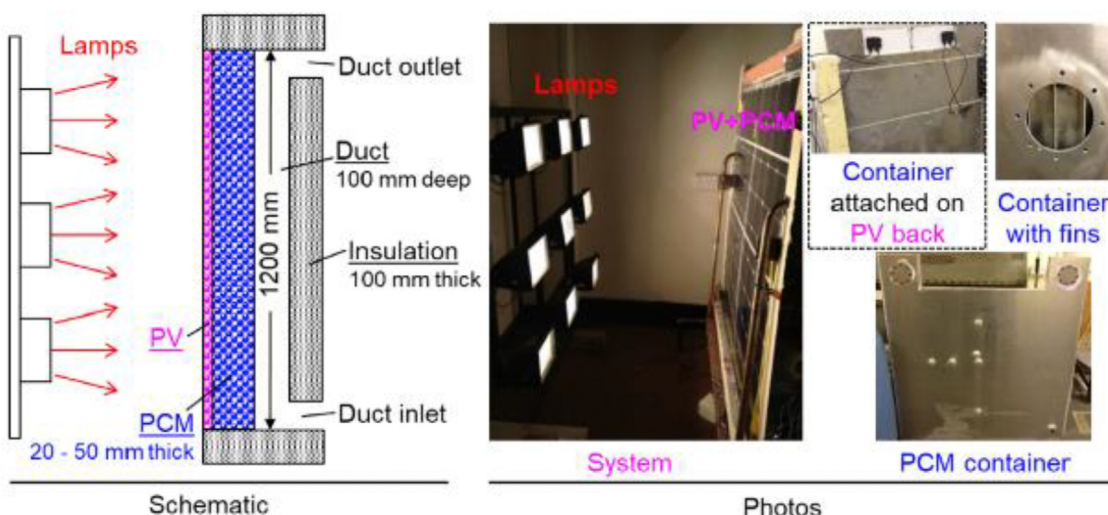 Lamps
Duct outlet
Duct
100 mm deep
1200 mm
Insulation
100 mm thick
PV
PCM
20 - 50 mm thick
Duct inlet
Schematic
Lamps
PV+PCM
System
Container
attached on
PV back
Container
with fins
PCM container
Photos